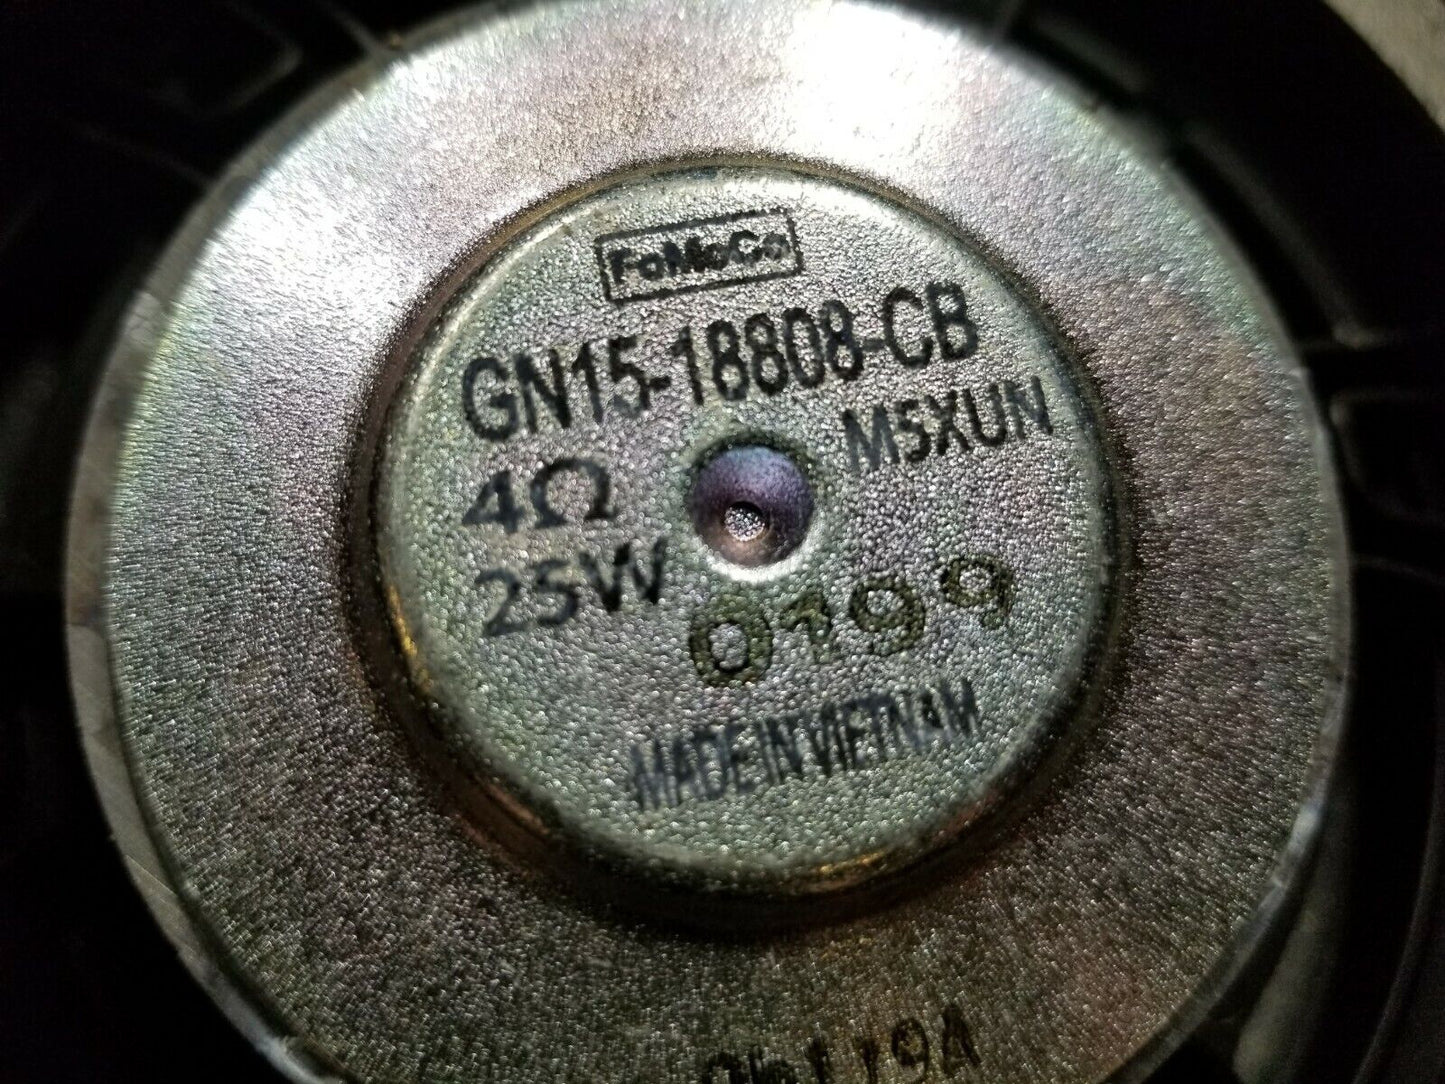 FoMoCo
GN15-18808-CB
M5XUN
4Ω
25W
0199
MADE IN VIETNAM